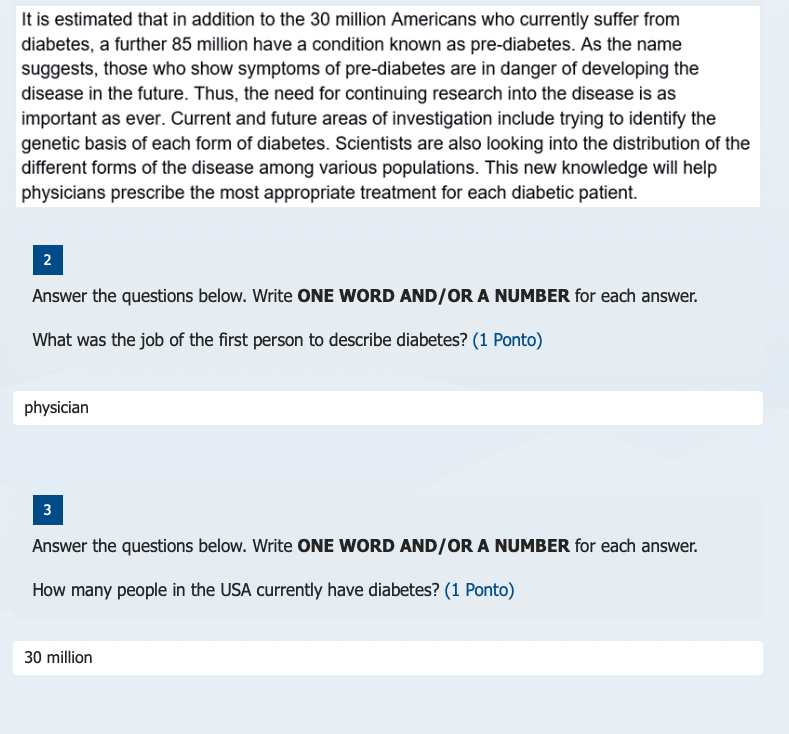 It is estimated that in addition to the 30 million Americans who currently suffer from
diabetes, a further 85 million have a condition known as pre-diabetes. As the name
suggests, those who show symptoms of pre-diabetes are in danger of developing the
disease in the future. Thus, the need for continuing research into the disease is as
important as ever. Current and future areas of investigation include trying to identify the
genetic basis of each form of diabetes. Scientists are also looking into the distribution of the
different forms of the disease among various populations. This new knowledge will help
physicians prescribe the most appropriate treatment for each diabetic patient.
2
Answer the questions below. Write ONE WORD AND/OR A NUMBER for each answer.
What was the job of the first person to describe diabetes? (1 Ponto)
physician
3
Answer the questions below. Write ONE WORD AND/OR A NUMBER for each answer.
How many people in the USA currently have diabetes? (1 Ponto)
30 million